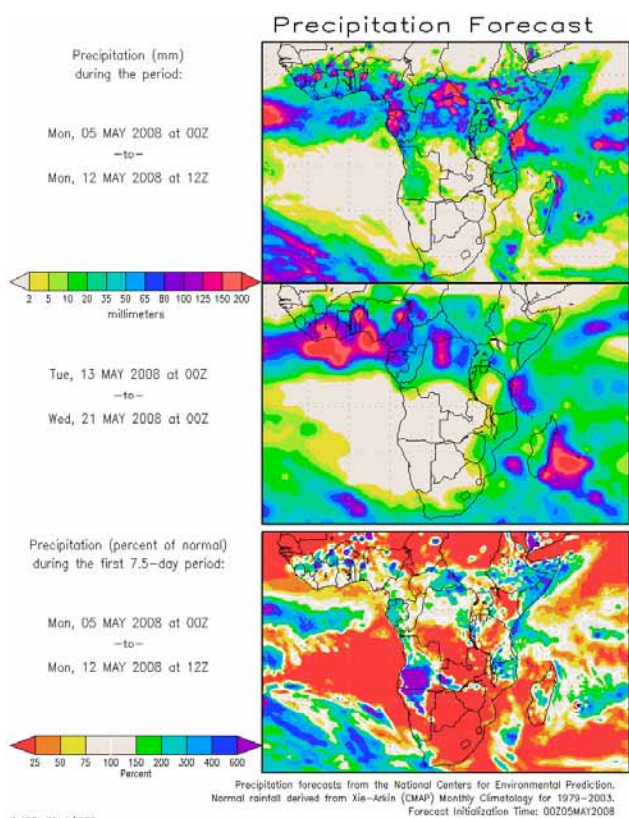 Precipitation Forecast
Precipitation (mm)
during the period:
Mon, 05 MAY 2008 at 00Z
—to—
Mon, 12 MAY 2008 at 12Z
2 5 10 20 35 50 65 80 100 125 150 200
millimeters
Tue, 13 MAY 2008 at 00Z
—to—
Wed, 21 MAY 2008 at 00Z
Precipitation (percent of normal)
during the first 7.5-day period:
Mon, 05 MAY 2008 at 00Z
—to—
Mon, 12 MAY 2008 at 12Z
25 50 75 100 150 200 300 400 600
Percent
Precipitation forecasts from the National Centers for Environmental Prediction.
Normal rainfall derived from Xie-Arkin (CMAP) Monthly Climatology for 1979-2003.
Forecast Initialization Time: 00Z05MAY2008